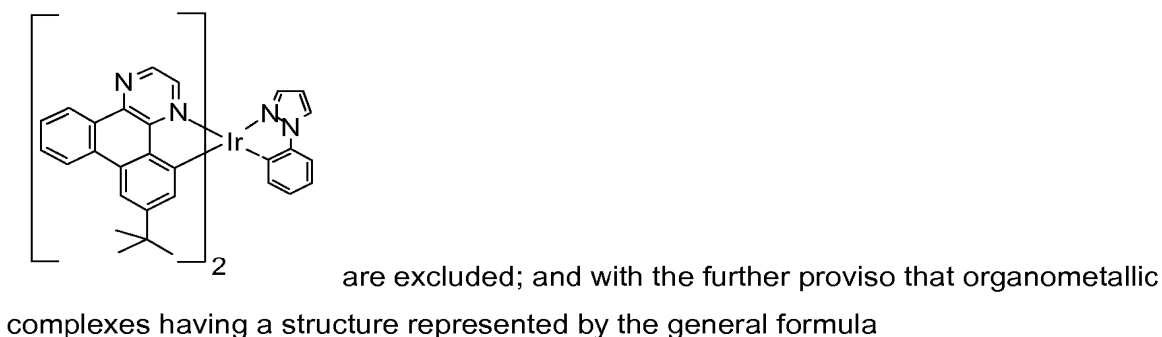 N
N
N
N
Ir
2
are excluded; and with the further proviso that organometallic
complexes having a structure represented by the general formula